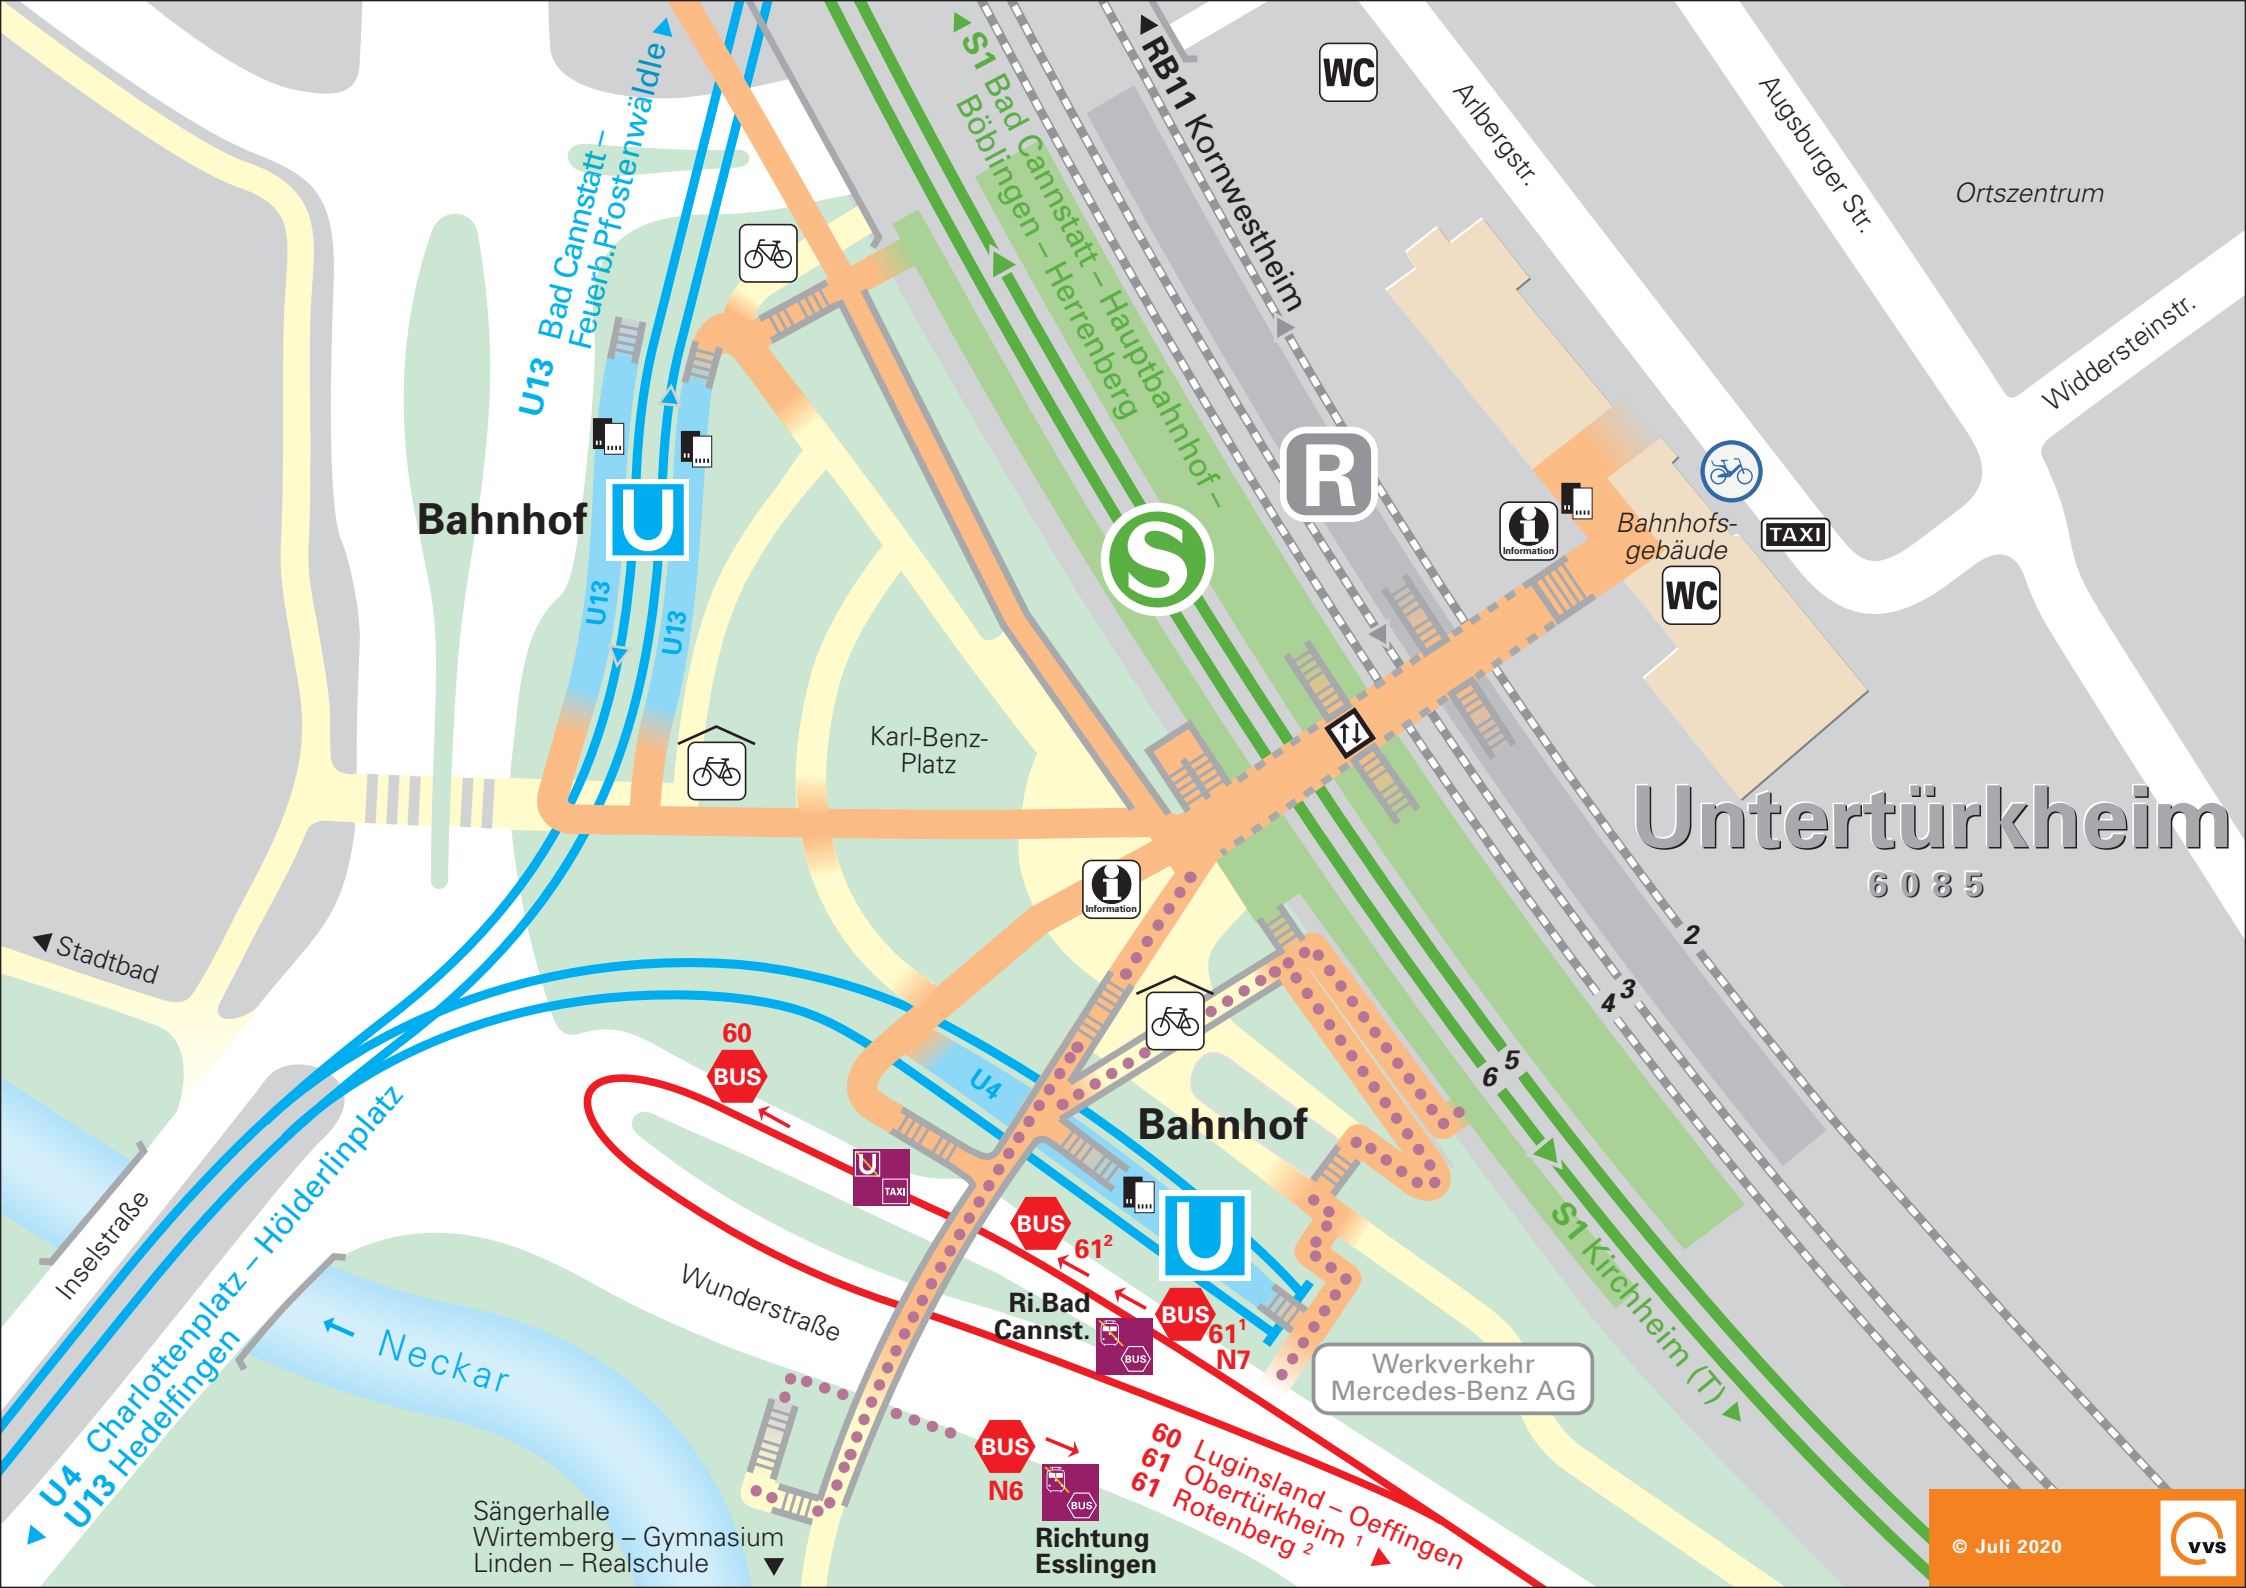 U13 Bad Cannstatt –
Feuerb.Pfostenwäldle
S1 Bad Cannstatt – Hauptbahnhof –
Böblingen – Herrenberg
RB11 Kornwestheim
WC
Arlbergstr.
Augsburger Str.
Ortszentrum
Widdersteinstr.
R
S
Bahnhof
U
U13
U13
Information
Bahnhofs-
gebäude
WC
TAXI
Karl-Benz-
Platz
Untertürkheim
6085
Information
2
3
4
5
6
Stadtbad
60
BUS
U4
Bahnhof
U
U
TAXI
BUS
61²
BUS
61¹
N7
Ri.Bad
Cannst.
BUS
Inselstraße
Wunderstraße
Neckar
U4 Charlottenplatz – Hölderlinplatz
U13 Hedelfingen
S1 Kirchheim (T)
Werkverkehr
Mercedes-Benz AG
BUS
N6
BUS
Richtung
Esslingen
60 Luginsland – Oeffingen
61 Obertürkheim ¹
61 Rotenberg ²
Sängerhalle
Wirtemberg – Gymnasium
Linden – Realschule
© Juli 2020
vvs